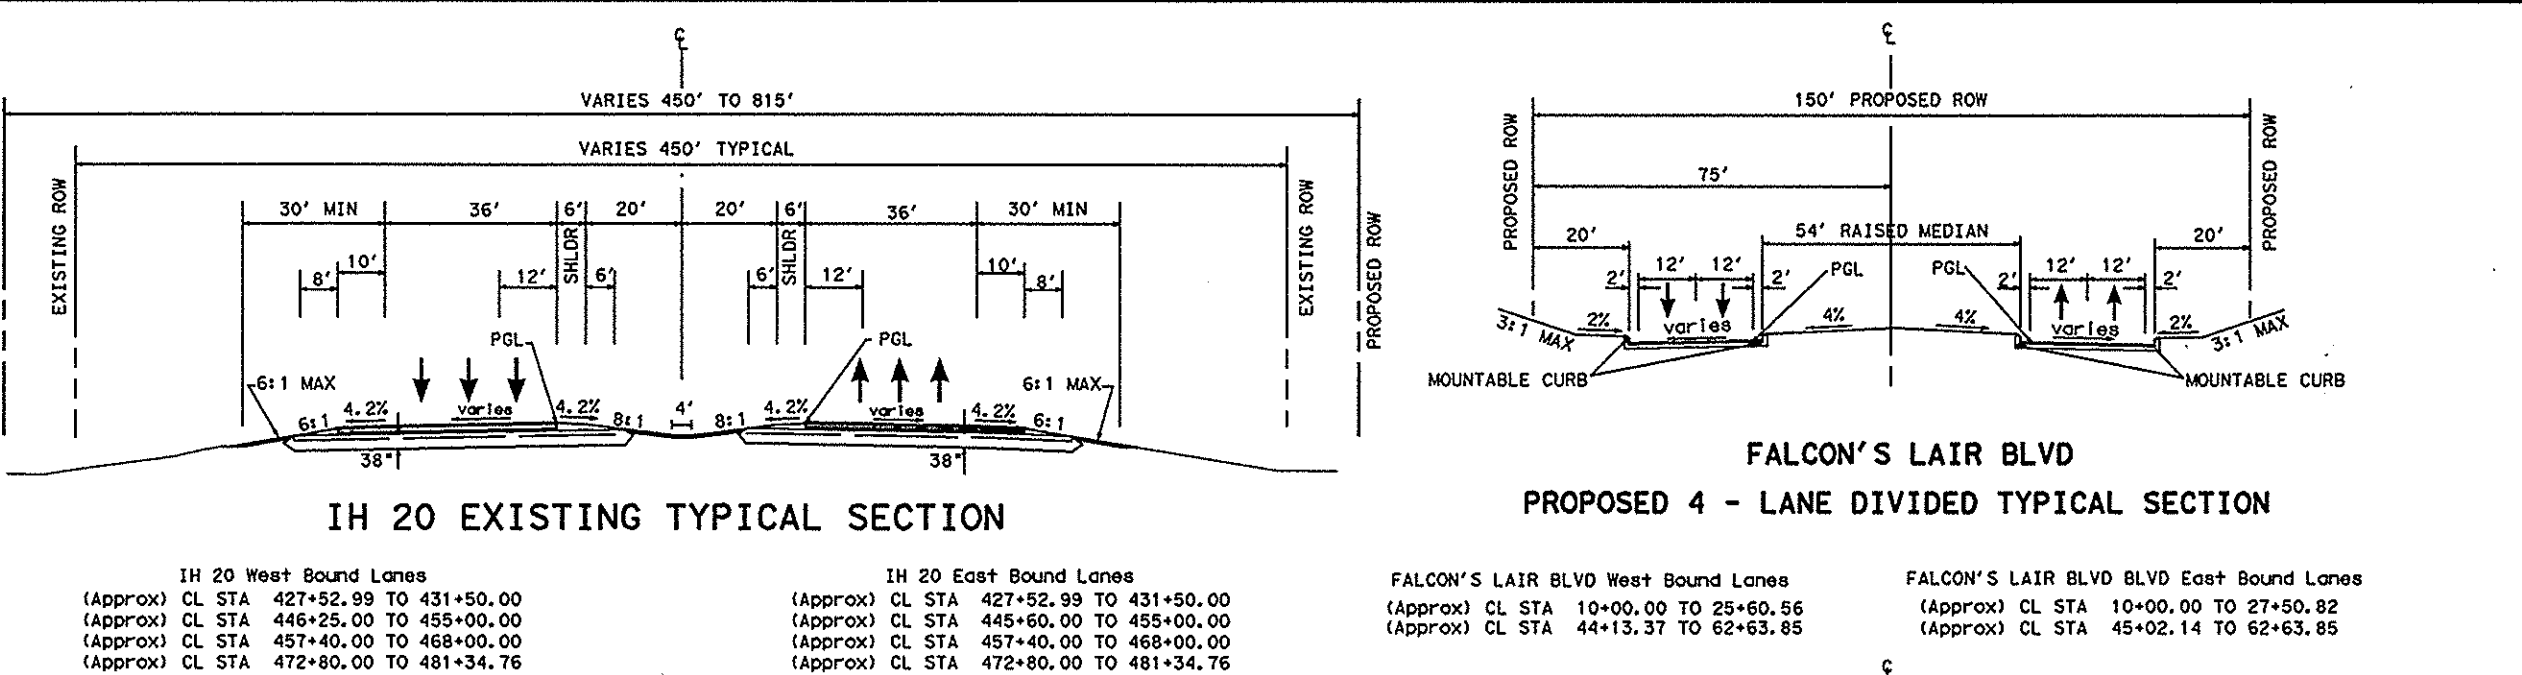 ℄
VARIES 450' TO 815'
VARIES 450' TYPICAL
EXISTING ROW
30' MIN
36'
6'
20'
20'
6'
36'
30' MIN
EXISTING ROW
PROPOSED ROW
8'
10'
12'
SHLDR
6'
6'
SHLDR
12'
10'
8'
PGL
PGL
6:1 MAX
6:1 MAX
6:1
4.2%
varies
4.2%
8:1
4'
8:1
4.2%
varies
4.2%
6:1
38"
38"
IH 20 EXISTING TYPICAL SECTION
IH 20 West Bound Lanes
(Approx) CL STA 427+52.99 TO 431+50.00
(Approx) CL STA 446+25.00 TO 455+00.00
(Approx) CL STA 457+40.00 TO 468+00.00
(Approx) CL STA 472+80.00 TO 481+34.76
IH 20 East Bound Lanes
(Approx) CL STA 427+52.99 TO 431+50.00
(Approx) CL STA 445+60.00 TO 455+00.00
(Approx) CL STA 457+40.00 TO 468+00.00
(Approx) CL STA 472+80.00 TO 481+34.76
℄
150' PROPOSED ROW
PROPOSED ROW
PROPOSED ROW
75'
20'
54' RAISED MEDIAN
20'
2'
12'
12'
2'
PGL
PGL
2'
12'
12'
2'
3:1 MAX
2%
varies
4%
4%
varies
2%
3:1 MAX
MOUNTABLE CURB
MOUNTABLE CURB
FALCON'S LAIR BLVD
PROPOSED 4 - LANE DIVIDED TYPICAL SECTION
FALCON'S LAIR BLVD West Bound Lanes
(Approx) CL STA 10+00.00 TO 25+60.56
(Approx) CL STA 44+13.37 TO 62+63.85
FALCON'S LAIR BLVD BLVD East Bound Lanes
(Approx) CL STA 10+00.00 TO 27+50.82
(Approx) CL STA 45+02.14 TO 62+63.85
℄